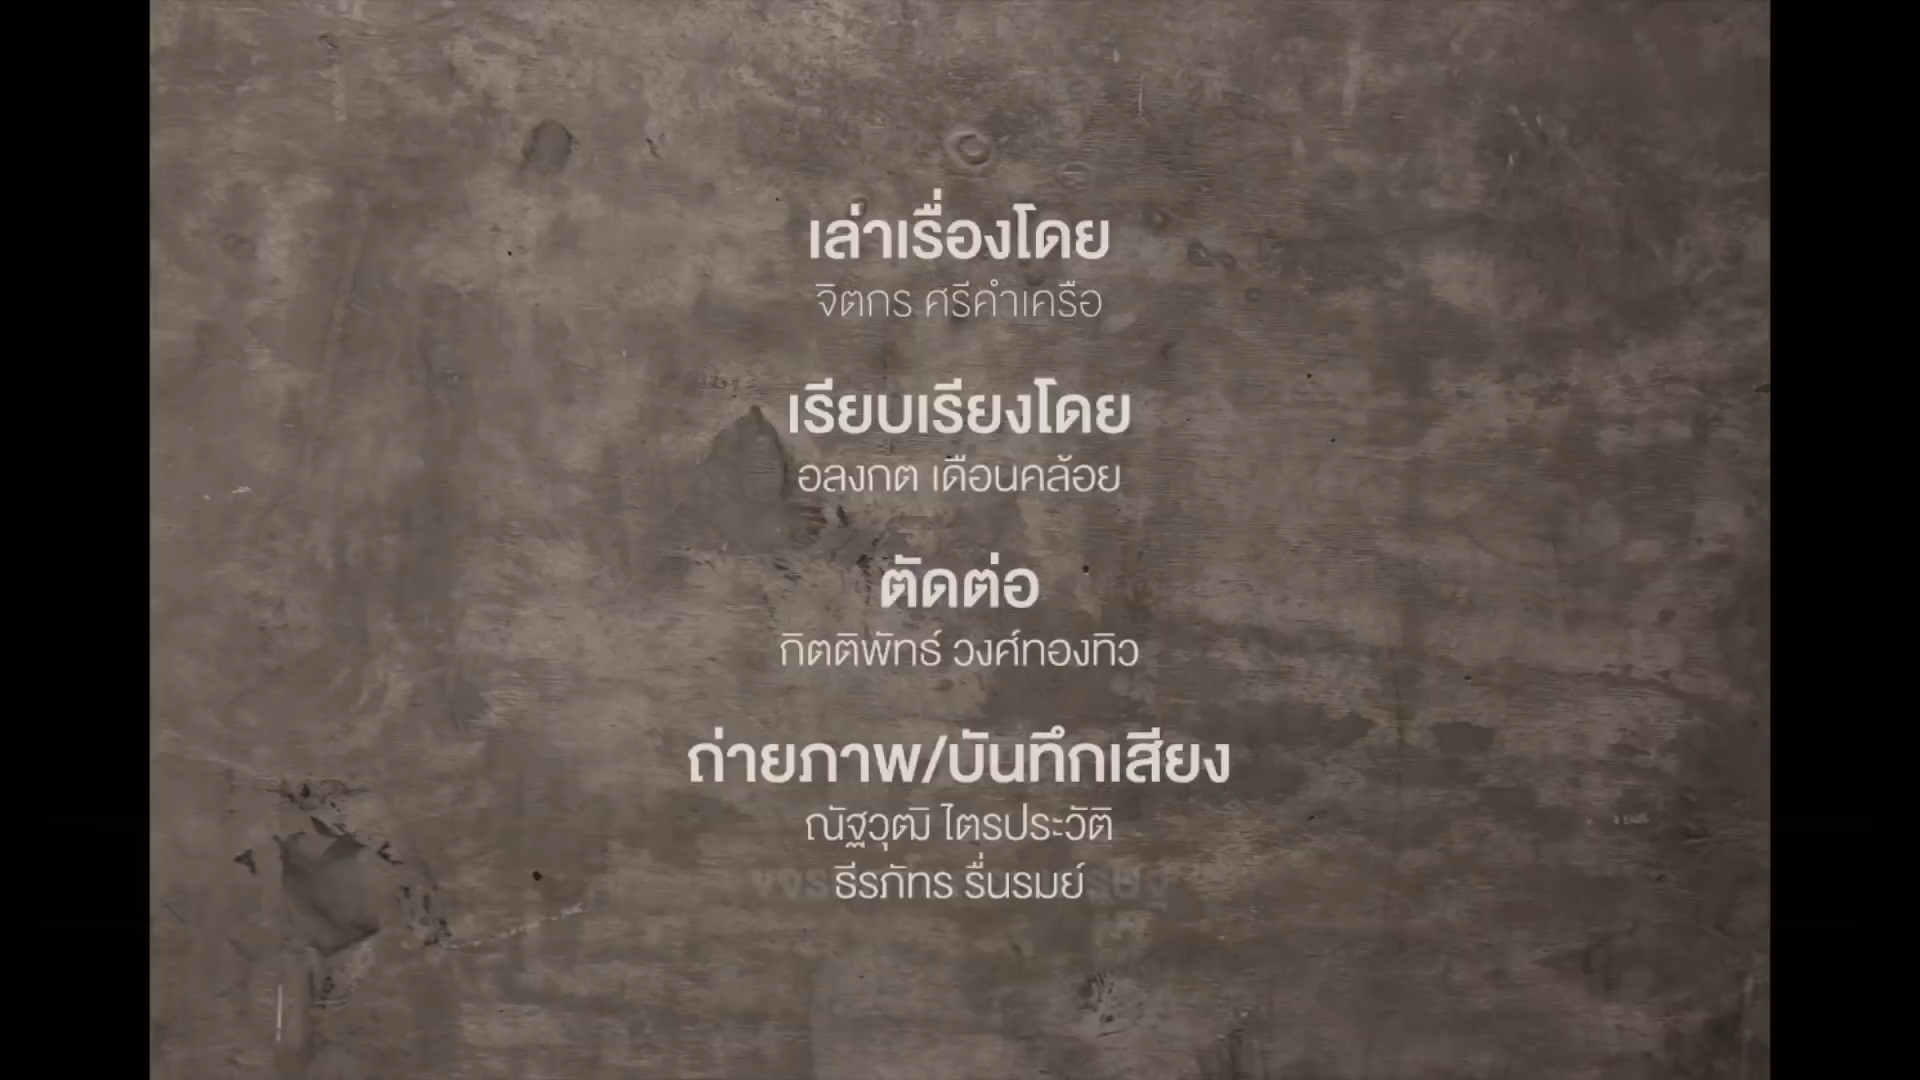 เล่าเรื่องโดย
จิตกร ศรีคำเครือ
เรียบเรียงโดย
อลงกต เดือนคล้อย
ตัดต่อ
กิตติพัทธ์ วงศ์ทองทิว
ถ่ายภาพ/บันทึกเสียง
ณัฐวุฒิ ไตรประวัติ
ธีรภัทร รื่นรมย์